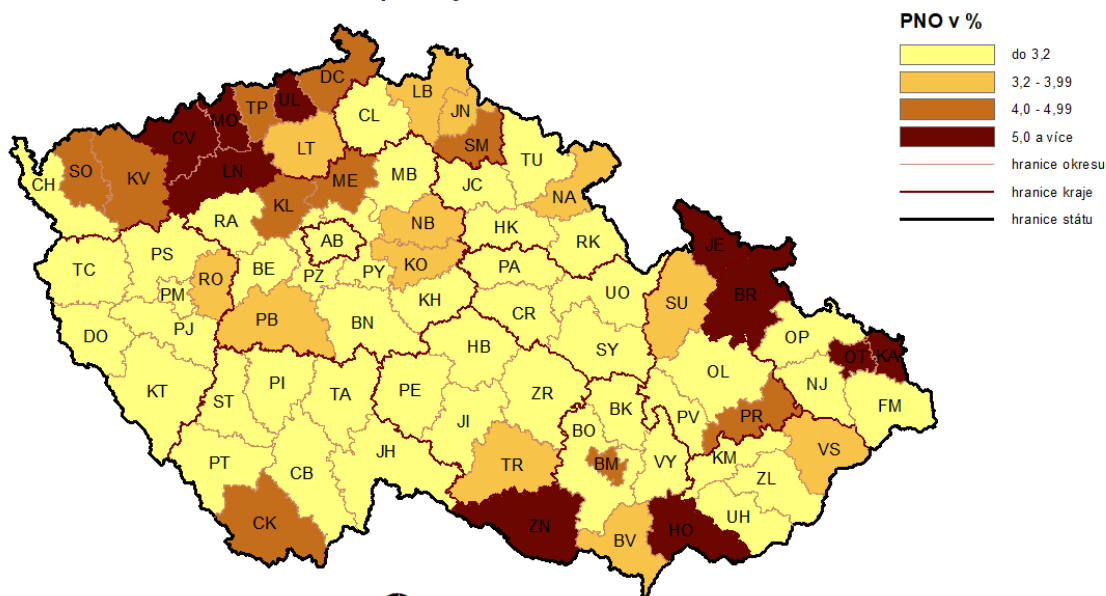 PNO v %
do 3,2
3,2 - 3,99
4,0 - 4,99
5,0 a více
hranice okresu
hranice kraje
hranice státu
DC
LB
JN
TP
UL
MO
CL
CV
LT
SM
TU
SO
KV
LN
ME
MB
JC
NA
CH
KL
RA
NB
HK
AB
RK
JE
TC
PS
BE
PZ
PY
KO
PA
RO
PM
KH
UO
SU
BR
PB
BN
CR
DO
PJ
HB
SY
OP
OT
KA
KT
PI
TA
PE
ZR
OL
NJ
FM
ST
JI
BK
PV
PR
BO
VS
PT
CB
JH
TR
BM
VY
KM
ZL
CK
ZN
BV
HO
UH